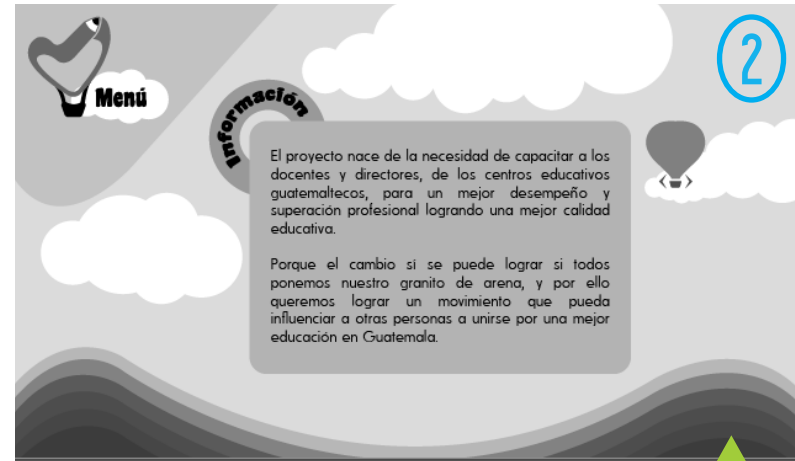 2
Menú
Información
El proyecto nace de la necesidad de capacitar a los
docentes y directores, de los centros educativos
guatemaltecos, para un mejor desempeño y
superación profesional logrando una mejor calidad
educativa.
Porque el cambio si se puede lograr si todos
ponemos nuestro granito de arena, y por ello
queremos lograr un movimiento que pueda
influenciar a otras personas a unirse por una mejor
educación en Guatemala.